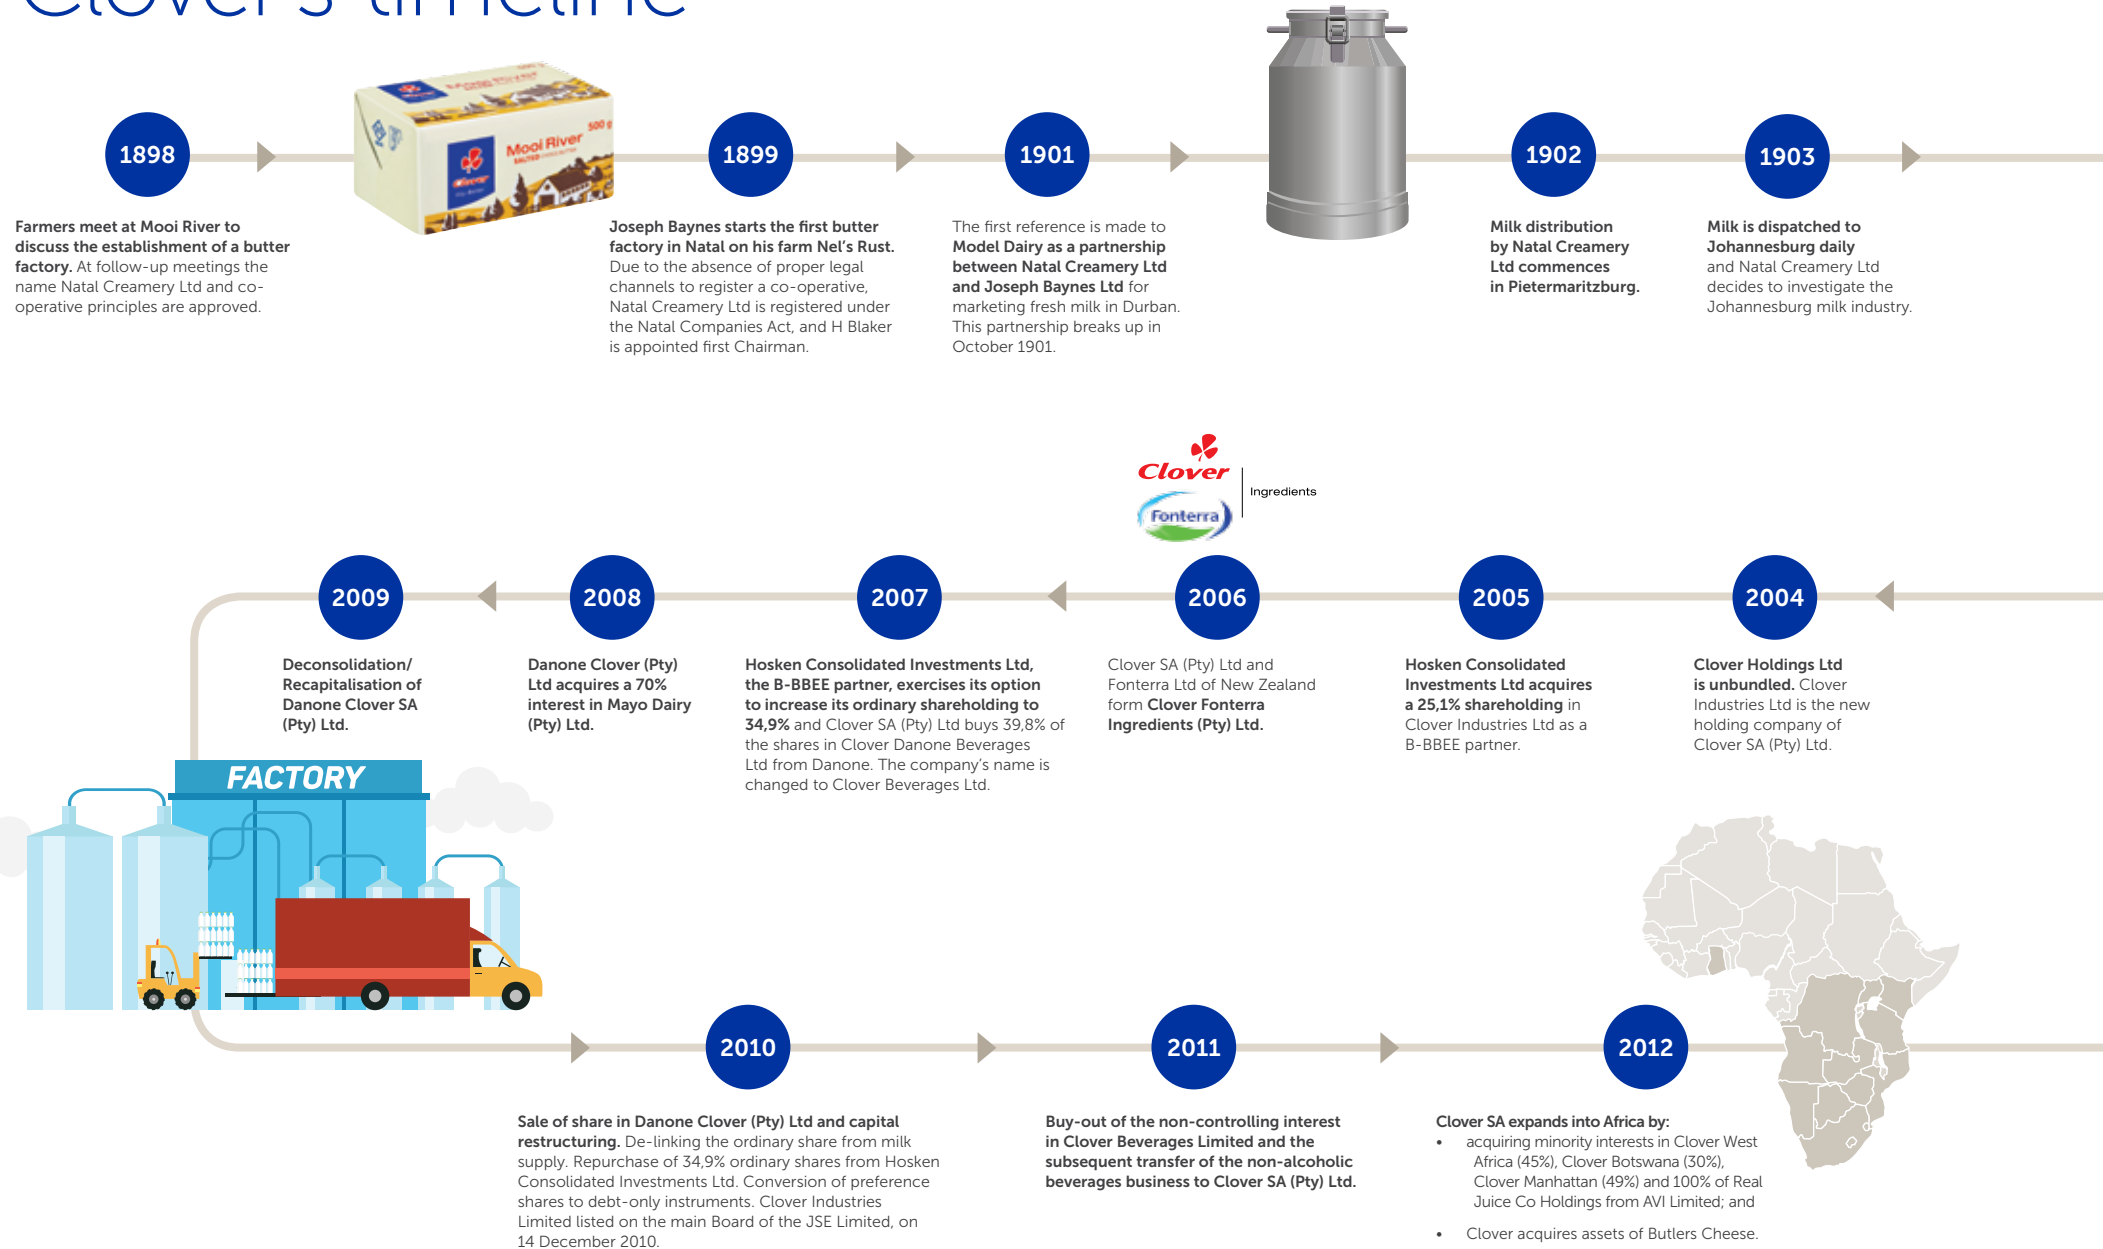 Clover's timeline
Mooi River
500 g
Mooi River
SALTED
Clover
1898
1899
1901
1902
1903
Farmers meet at Mooi River to
discuss the establishment of a butter
factory. At follow-up meetings the
name Natal Creamery Ltd and co-
operative principles are approved.
Joseph Baynes starts the first butter
factory in Natal on his farm Nel's Rust.
Due to the absence of proper legal
channels to register a co-operative,
Natal Creamery Ltd is registered under
the Natal Companies Act, and H Blaker
is appointed first Chairman.
The first reference is made to
Model Dairy as a partnership
between Natal Creamery Ltd
and Joseph Baynes Ltd for
marketing fresh milk in Durban.
This partnership breaks up in
October 1901.
Milk distribution
by Natal Creamery
Ltd commences
in Pietermaritzburg.
Milk is dispatched to
Johannesburg daily
and Natal Creamery Ltd
decides to investigate the
Johannesburg milk industry.
Clover
Fonterra
Ingredients
2009
2008
2007
2006
2005
2004
Deconsolidation/
Recapitalisation of
Danone Clover SA
(Pty) Ltd.
Danone Clover (Pty)
Ltd acquires a 70%
interest in Mayo Dairy
(Pty) Ltd.
Hosken Consolidated Investments Ltd,
the B-BBEE partner, exercises its option
to increase its ordinary shareholding to
34,9% and Clover SA (Pty) Ltd buys 39,8% of
the shares in Clover Danone Beverages
Ltd from Danone. The company's name is
changed to Clover Beverages Ltd.
Clover SA (Pty) Ltd and
Fonterra Ltd of New Zealand
form Clover Fonterra
Ingredients (Pty) Ltd.
Hosken Consolidated
Investments Ltd acquires
a 25,1% shareholding in
Clover Industries Ltd as a
B-BBEE partner.
Clover Holdings Ltd
is unbundled. Clover
Industries Ltd is the new
holding company of
Clover SA (Pty) Ltd.
FACTORY
2010
2011
2012
Sale of share in Danone Clover (Pty) Ltd and capital
restructuring. De-linking the ordinary share from milk
supply. Repurchase of 34,9% ordinary shares from Hosken
Consolidated Investments Ltd. Conversion of preference
shares to debt-only instruments. Clover Industries
Limited listed on the main Board of the JSE Limited, on
14 December 2010.
Buy-out of the non-controlling interest
in Clover Beverages Limited and the
subsequent transfer of the non-alcoholic
beverages business to Clover SA (Pty) Ltd.
Clover SA expands into Africa by:
• acquiring minority interests in Clover West
Africa (45%), Clover Botswana (30%),
Clover Manhattan (49%) and 100% of Real
Juice Co Holdings from AVI Limited; and
• Clover acquires assets of Butlers Cheese.